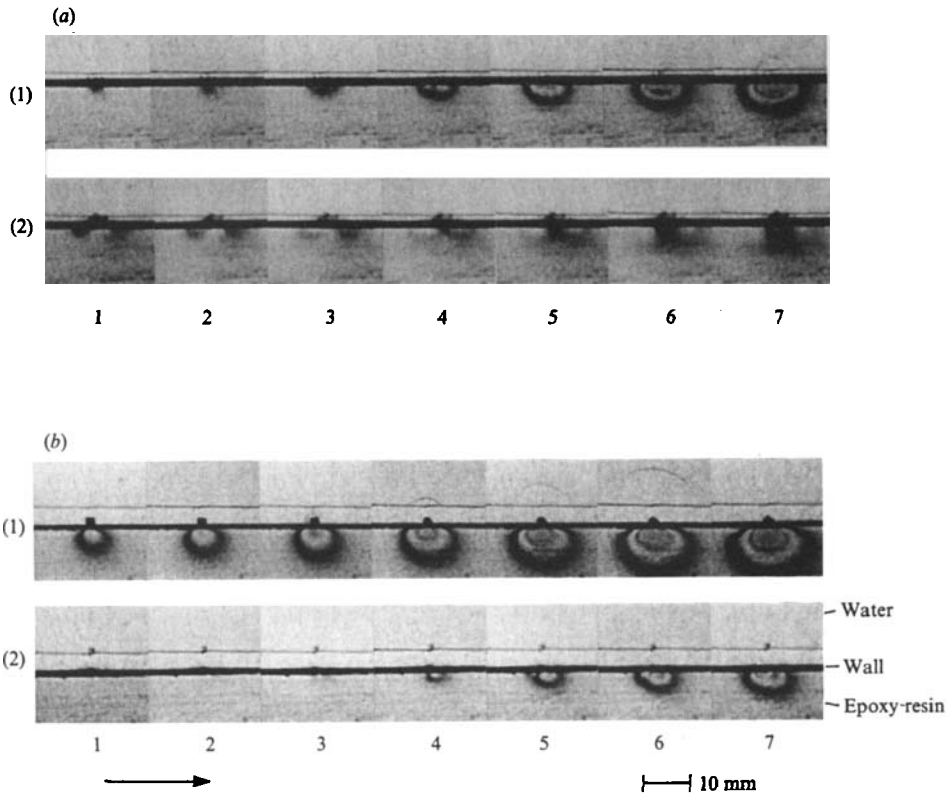 (a)
(1)
(2)
1 2 3 4 5 6 7
(b)
(1)
Water
(2)
Wall
Epoxy-resin
1 2 3 4 5 6 7
10 mm